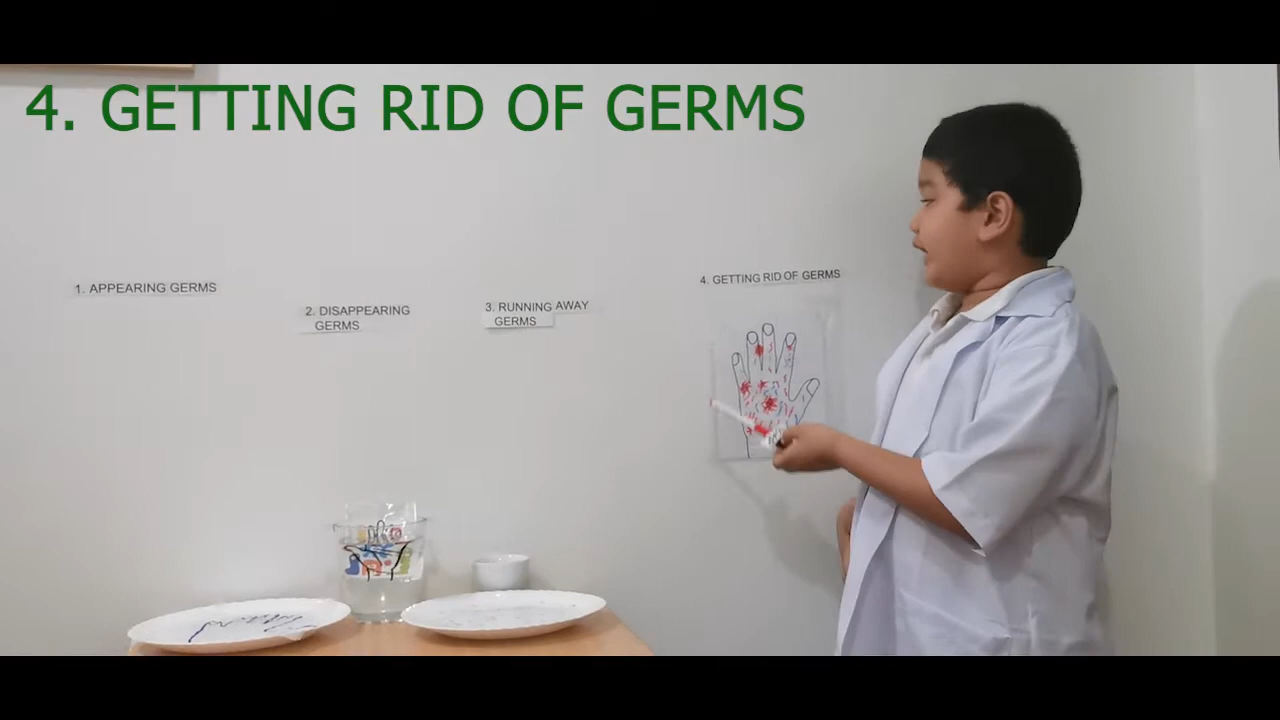 4. GETTING RID OF GERMS
1. APPEARING GERMS
2. DISAPPEARING
GERMS
3. RUNNING AWAY
GERMS
4. GETTING RID OF GERMS